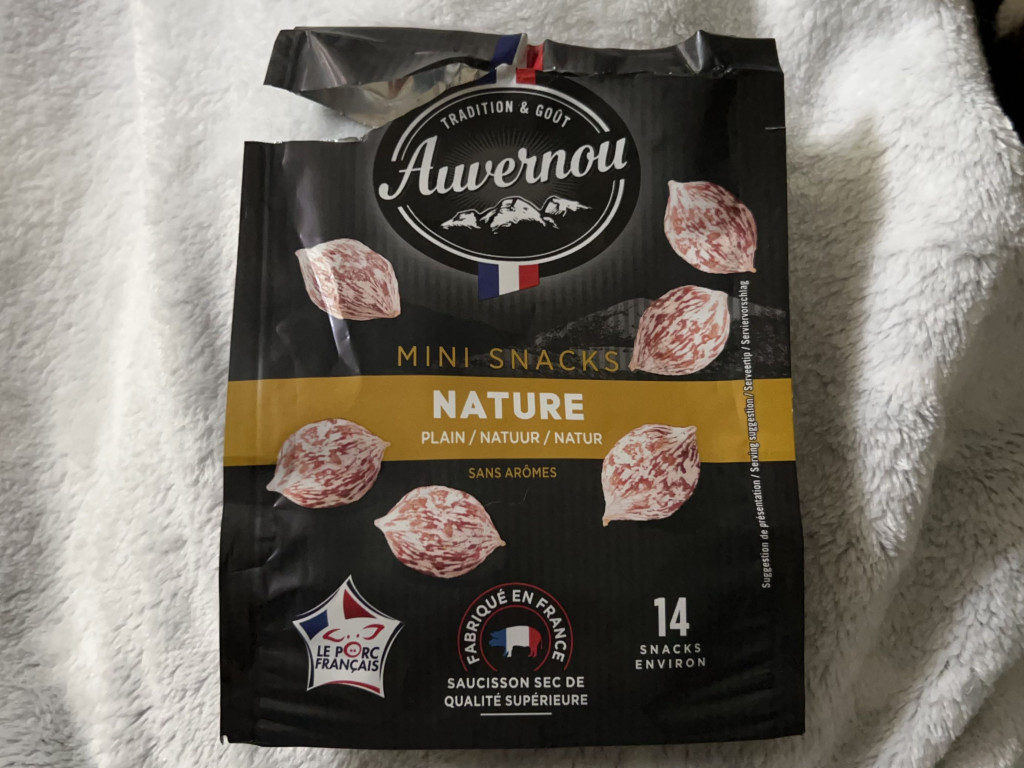 TRADITION & GOÛT
Auvernou
MINI SNACKS
NATURE
PLAIN / NATUUR / NATUR
SANS ARÔMES
Suggestion de présentation / Serving suggestion / Serveertip / Serviervorschlag
LE PORC
FRANÇAIS
FABRIQUÉ EN FRANCE
SAUCISSON SEC DE
QUALITÉ SUPÉRIEURE
14
SNACKS
ENVIRON